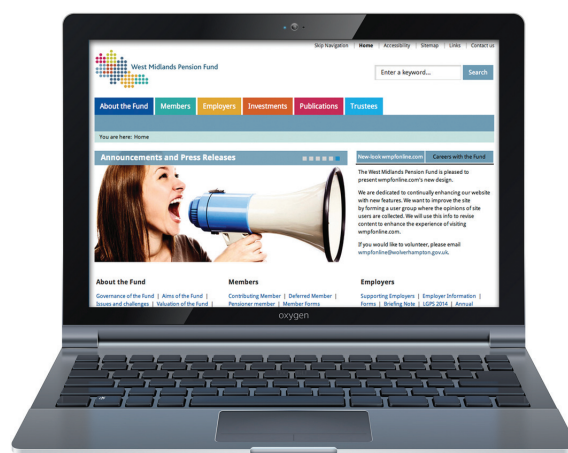 Skip Navigation | Home | Accessibility | Sitemap | Links | Contact us
West Midlands Pension Fund
Enter a keyword... Search
About the Fund Members Employers Investments Publications Trustees
You are here: Home
Announcements and Press Releases
New-look wmpfonline.com Careers with the Fund
The West Midlands Pension Fund is pleased to
present wmpfonline.com's new design.
We are dedicated to continually enhancing our website
with new features. We want to improve the site
by forming a user group where the opinions of site
users are collected. We will use this info to revise
content to enhance the experience of visiting
wmpfonline.com.
If you would like to volunteer, please email
wmpfonline@wolverhampton.gov.uk.
About the Fund Members Employers
Governance of the Fund | Aims of the Fund | Contributing Member | Deferred Member | Supporting Employers | Employer Information |
Issues and challenges | Valuation of the Fund | Pensioner member | Member Forms Forms | Briefing Note | LGPS 2014 | Annual
oxygen